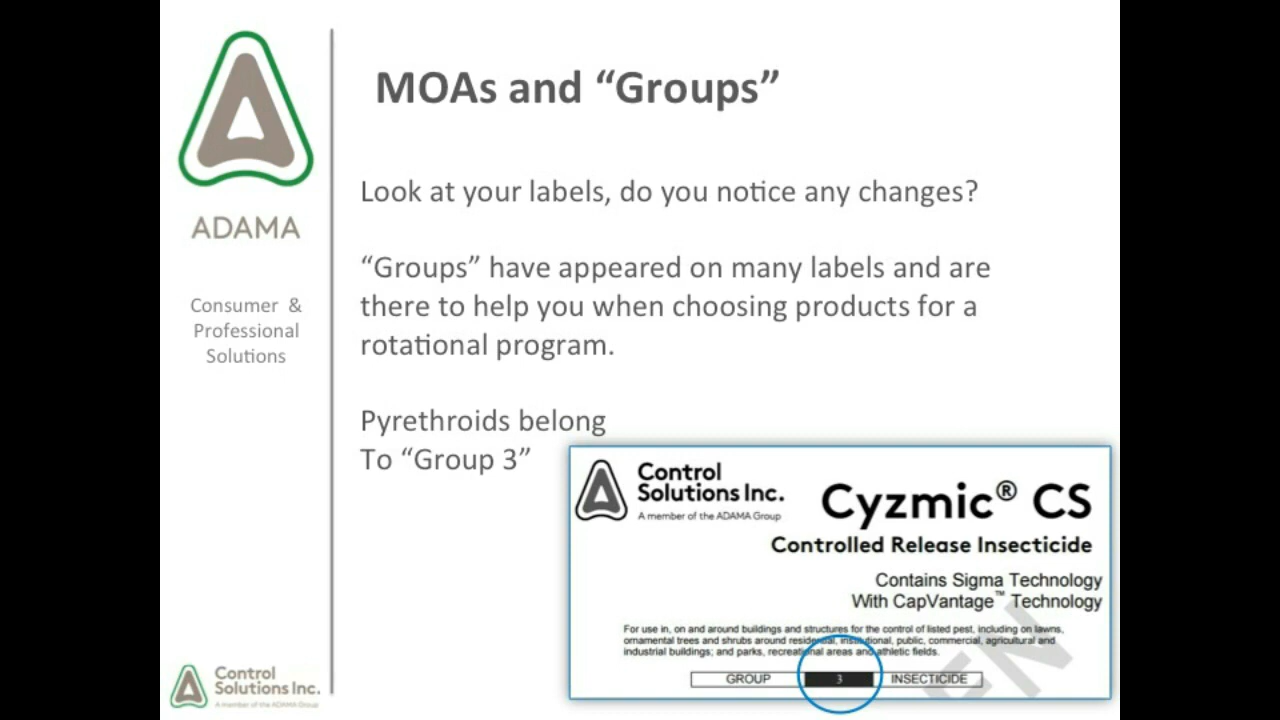 MOAs and “Groups”
ADAMA
Consumer &
Professional
Solutions
Look at your labels, do you notice any changes?
“Groups” have appeared on many labels and are
there to help you when choosing products for a
rotational program.
Pyrethroids belong
To “Group 3”
Control
Solutions Inc.
A member of the ADAMA Group
Cyzmic® CS
Controlled Release Insecticide
Contains Sigma Technology
With CapVantage™ Technology
For use in, on and around buildings and structures for the control of listed pest, including on lawns,
ornamental trees and shrubs around residential, institutional, public, commercial, agricultural and
industrial buildings; and parks, recreational areas and athletic fields.
GROUP 3 INSECTICIDE
Control
Solutions Inc.
A member of the ADAMA Group